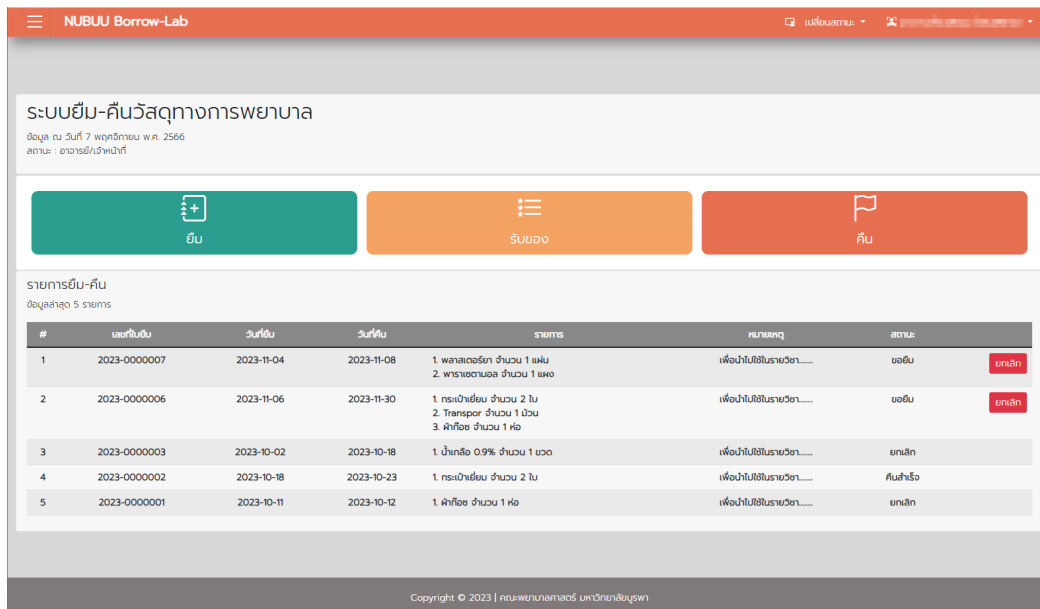 NUBUU Borrow-Lab
เปลี่ยนสถานะ
ระบบยืม-คืนวัสดุทางการพยาบาล
ข้อมูล ณ วันที่ 7 พฤศจิกายน พ.ศ. 2566
สถานะ : อาจารย์/เจ้าหน้าที่
ยืม
รับของ
คืน
รายการยืม-คืน
ข้อมูลล่าสุด 5 รายการ
# เลขที่ใบยืม วันที่ยืม วันที่คืน รายการ หมายเหตุ สถานะ
1 2023-0000007 2023-11-04 2023-11-08 1. พลาสเตอร์ยา จำนวน 1 แผ่น เพื่อนำไปใช้ในรายวิชา....... ขอยืม ยกเลิก
2. พาราเซตามอล จำนวน 1 แผง
2 2023-0000006 2023-11-06 2023-11-30 1. กระเป๋าเยี่ยม จำนวน 2 ใบ เพื่อนำไปใช้ในรายวิชา....... ขอยืม ยกเลิก
2. Transpor จำนวน 1 ม้วน
3. ผ้าก๊อซ จำนวน 1 ห่อ
3 2023-0000003 2023-10-02 2023-10-18 1. น้ำเกลือ 0.9% จำนวน 1 ขวด เพื่อนำไปใช้ในรายวิชา....... ยกเลิก
4 2023-0000002 2023-10-18 2023-10-23 1. กระเป๋าเยี่ยม จำนวน 2 ใบ เพื่อนำไปใช้ในรายวิชา....... คืนสำเร็จ
5 2023-0000001 2023-10-11 2023-10-12 1. ผ้าก๊อซ จำนวน 1 ห่อ เพื่อนำไปใช้ในรายวิชา....... ยกเลิก
Copyright © 2023 | คณะพยาบาลศาสตร์ มหาวิทยาลัยบูรพา